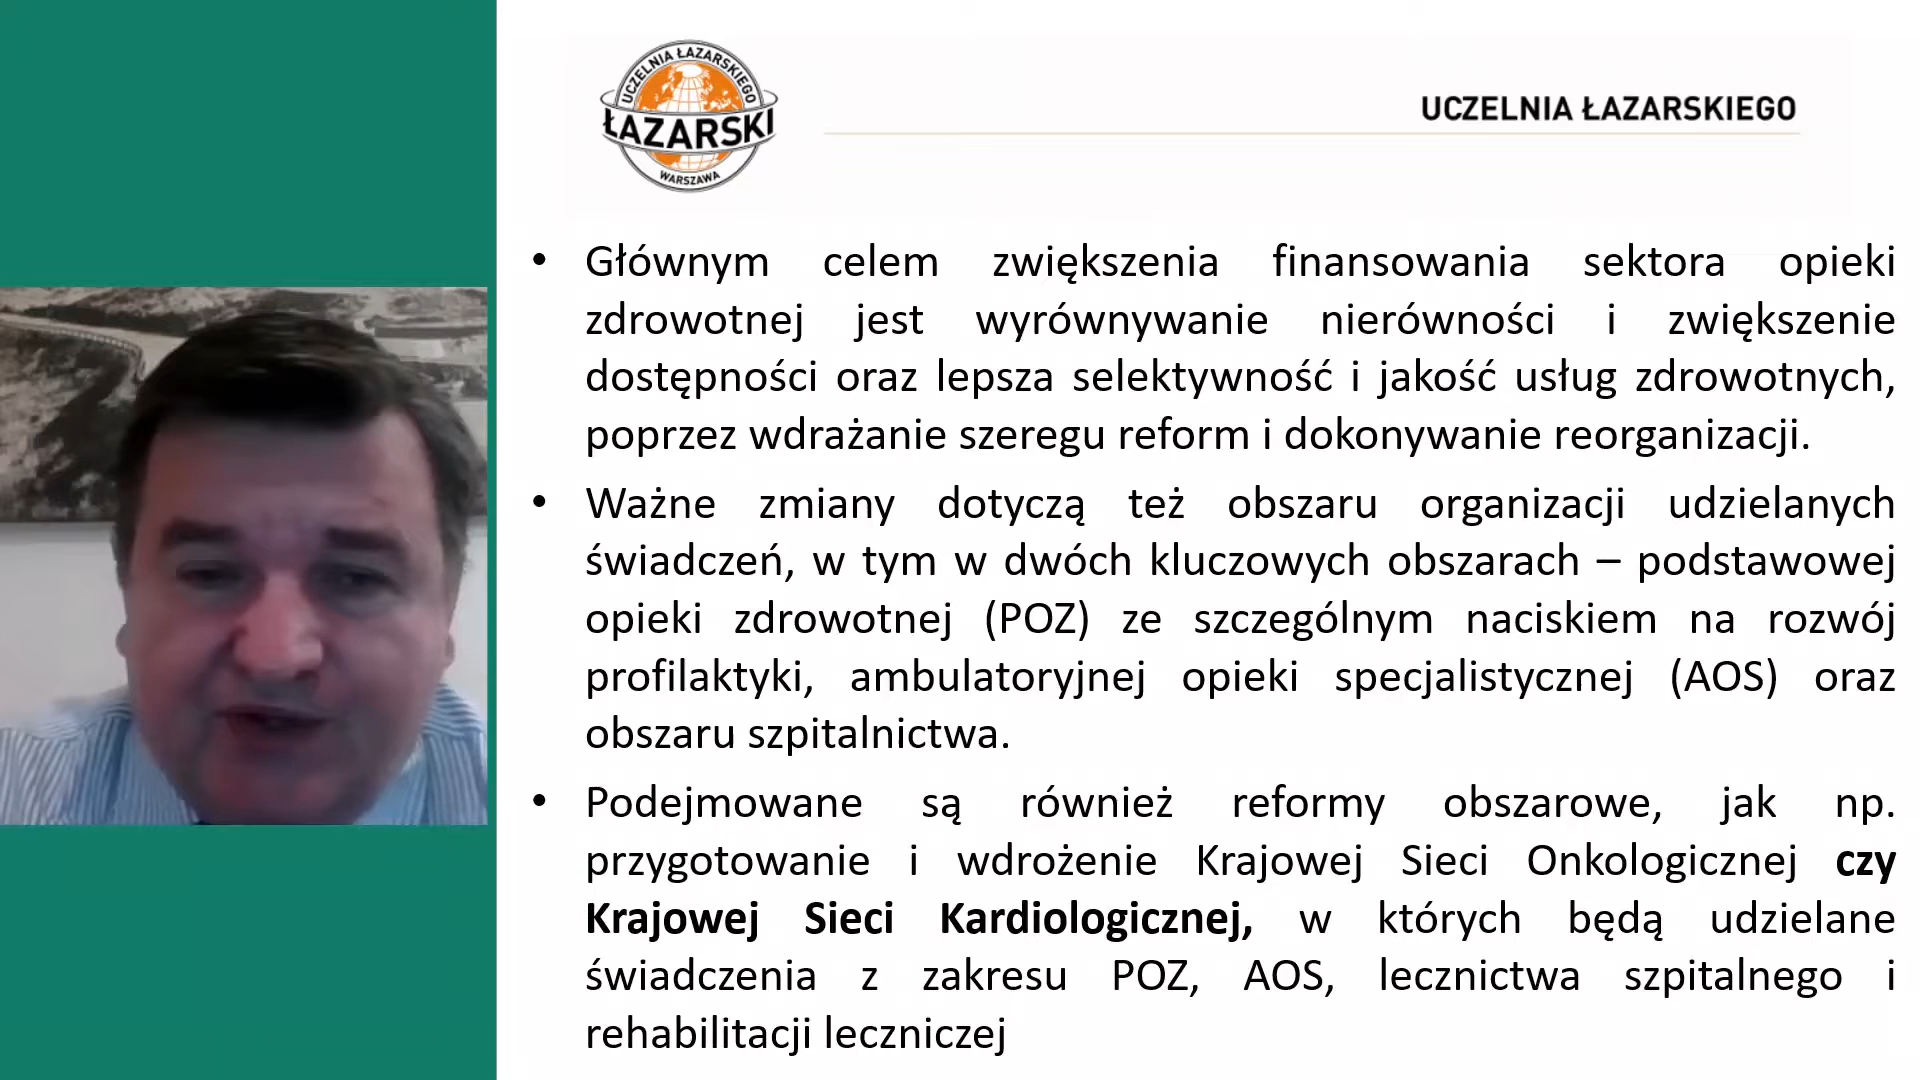 UCZELNIA ŁAZARSKIEGO
ŁAZARSKI
WARSZAWA
UCZELNIA ŁAZARSKIEGO
• Głównym celem zwiększenia finansowania sektora opieki
zdrowotnej jest wyrównywanie nierówności i zwiększenie
dostępności oraz lepsza selektywność i jakość usług zdrowotnych,
poprzez wdrażanie szeregu reform i dokonywanie reorganizacji.
• Ważne zmiany dotyczą też obszaru organizacji udzielanych
świadczeń, w tym w dwóch kluczowych obszarach – podstawowej
opieki zdrowotnej (POZ) ze szczególnym naciskiem na rozwój
profilaktyki, ambulatoryjnej opieki specjalistycznej (AOS) oraz
obszaru szpitalnictwa.
• Podejmowane są również reformy obszarowe, jak np.
przygotowanie i wdrożenie Krajowej Sieci Onkologicznej czy
Krajowej Sieci Kardiologicznej, w których będą udzielane
świadczenia z zakresu POZ, AOS, lecznictwa szpitalnego i
rehabilitacji leczniczej